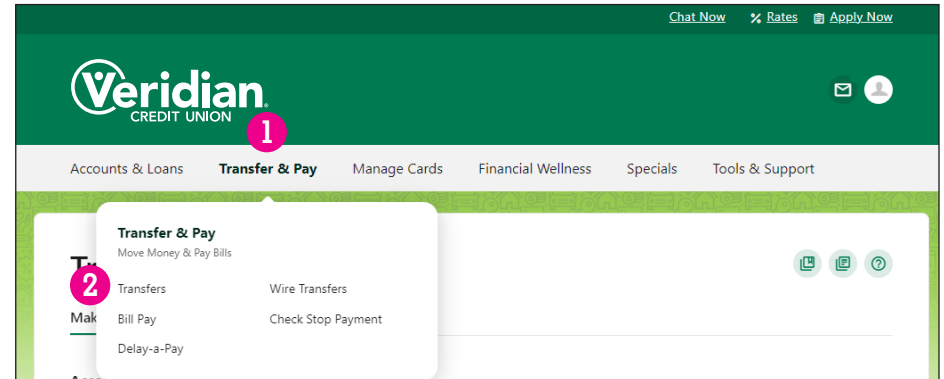 Chat Now % Rates Apply Now
Veridian
CREDIT UNION
1
Accounts & Loans Transfer & Pay Manage Cards Financial Wellness Specials Tools & Support
Transfer & Pay
Move Money & Pay Bills
2
Transfers Wire Transfers
Mak Bill Pay Check Stop Payment
Delay-a-Pay